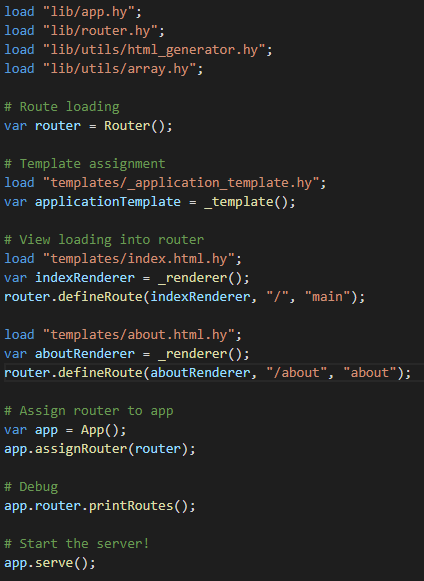 load "lib/app.hy";
load "lib/router.hy";
load "lib/utils/html_generator.hy";
load "lib/utils/array.hy";
# Route loading
var router = Router();
# Template assignment
load "templates/_application_template.hy";
var applicationTemplate = _template();
# View loading into router
load "templates/index.html.hy";
var indexRenderer = _renderer();
router.defineRoute(indexRenderer, "/", "main");
load "templates/about.html.hy";
var aboutRenderer = _renderer();
router.defineRoute(aboutRenderer, "/about", "about");
# Assign router to app
var app = App();
app.assignRouter(router);
# Debug
app.router.printRoutes();
# Start the server!
app.serve();